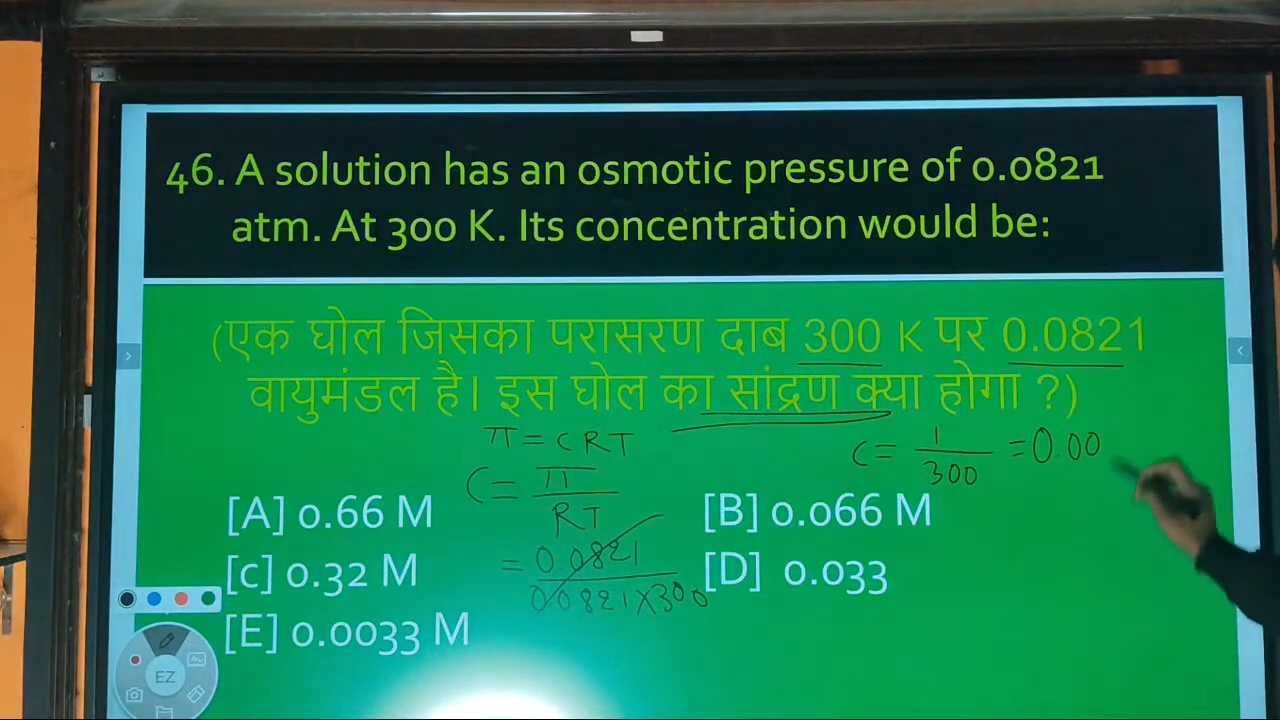 46. A solution has an osmotic pressure of 0.0821
atm. At 300 K. Its concentration would be:
(एक घोल जिसका परासरण दाब 300 K पर 0.0821
वायुमंडल है। इस घोल का सांद्रण क्या होगा ?)
π = C R T
C = π / RT
= 0.0821 / 0.0821 × 300
C = 1 / 300 = 0.00
[A] 0.66 M [B] 0.066 M
[c] 0.32 M [D] 0.033
[E] 0.0033 M
EZ